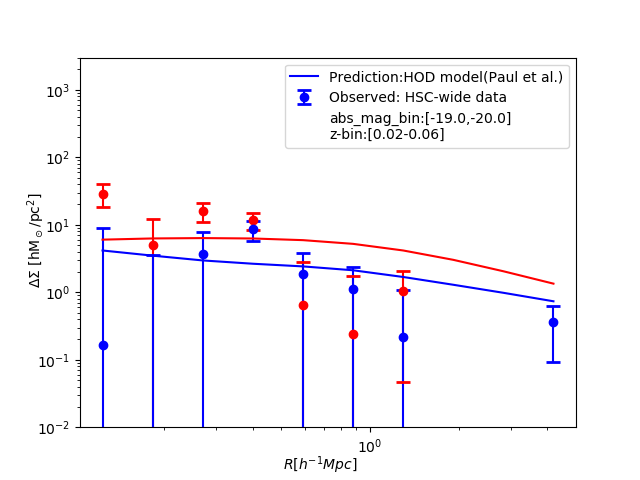 Prediction:HOD model(Paul et al.)
Observed: HSC-wide data
abs_mag_bin:[-19.0,-20.0]
z-bin:[0.02-0.06]
ΔΣ [hM⊙/pc²]
10³
10²
10¹
10⁰
10⁻¹
10⁻²
10⁰
R[h⁻¹Mpc]